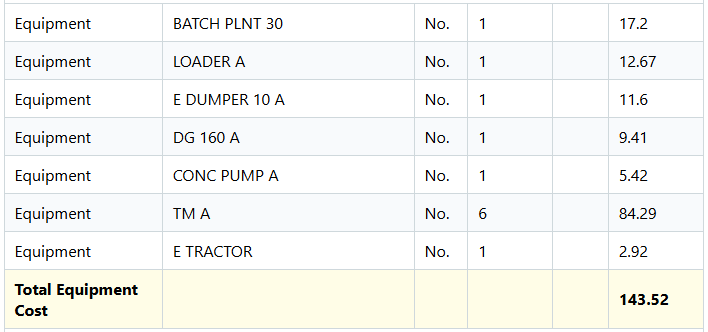 Equipment BATCH PLNT 30 No. 1 17.2
Equipment LOADER A No. 1 12.67
Equipment E DUMPER 10 A No. 1 11.6
Equipment DG 160 A No. 1 9.41
Equipment CONC PUMP A No. 1 5.42
Equipment TM A No. 6 84.29
Equipment E TRACTOR No. 1 2.92
Total Equipment
Cost 143.52